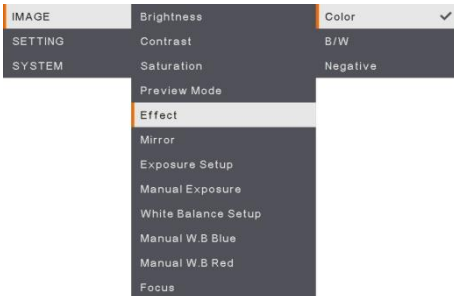 IMAGE
SETTING
SYSTEM
Brightness
Contrast
Saturation
Preview Mode
Effect
Mirror
Exposure Setup
Manual Exposure
White Balance Setup
Manual W.B Blue
Manual W.B Red
Focus
Color
B/W
Negative